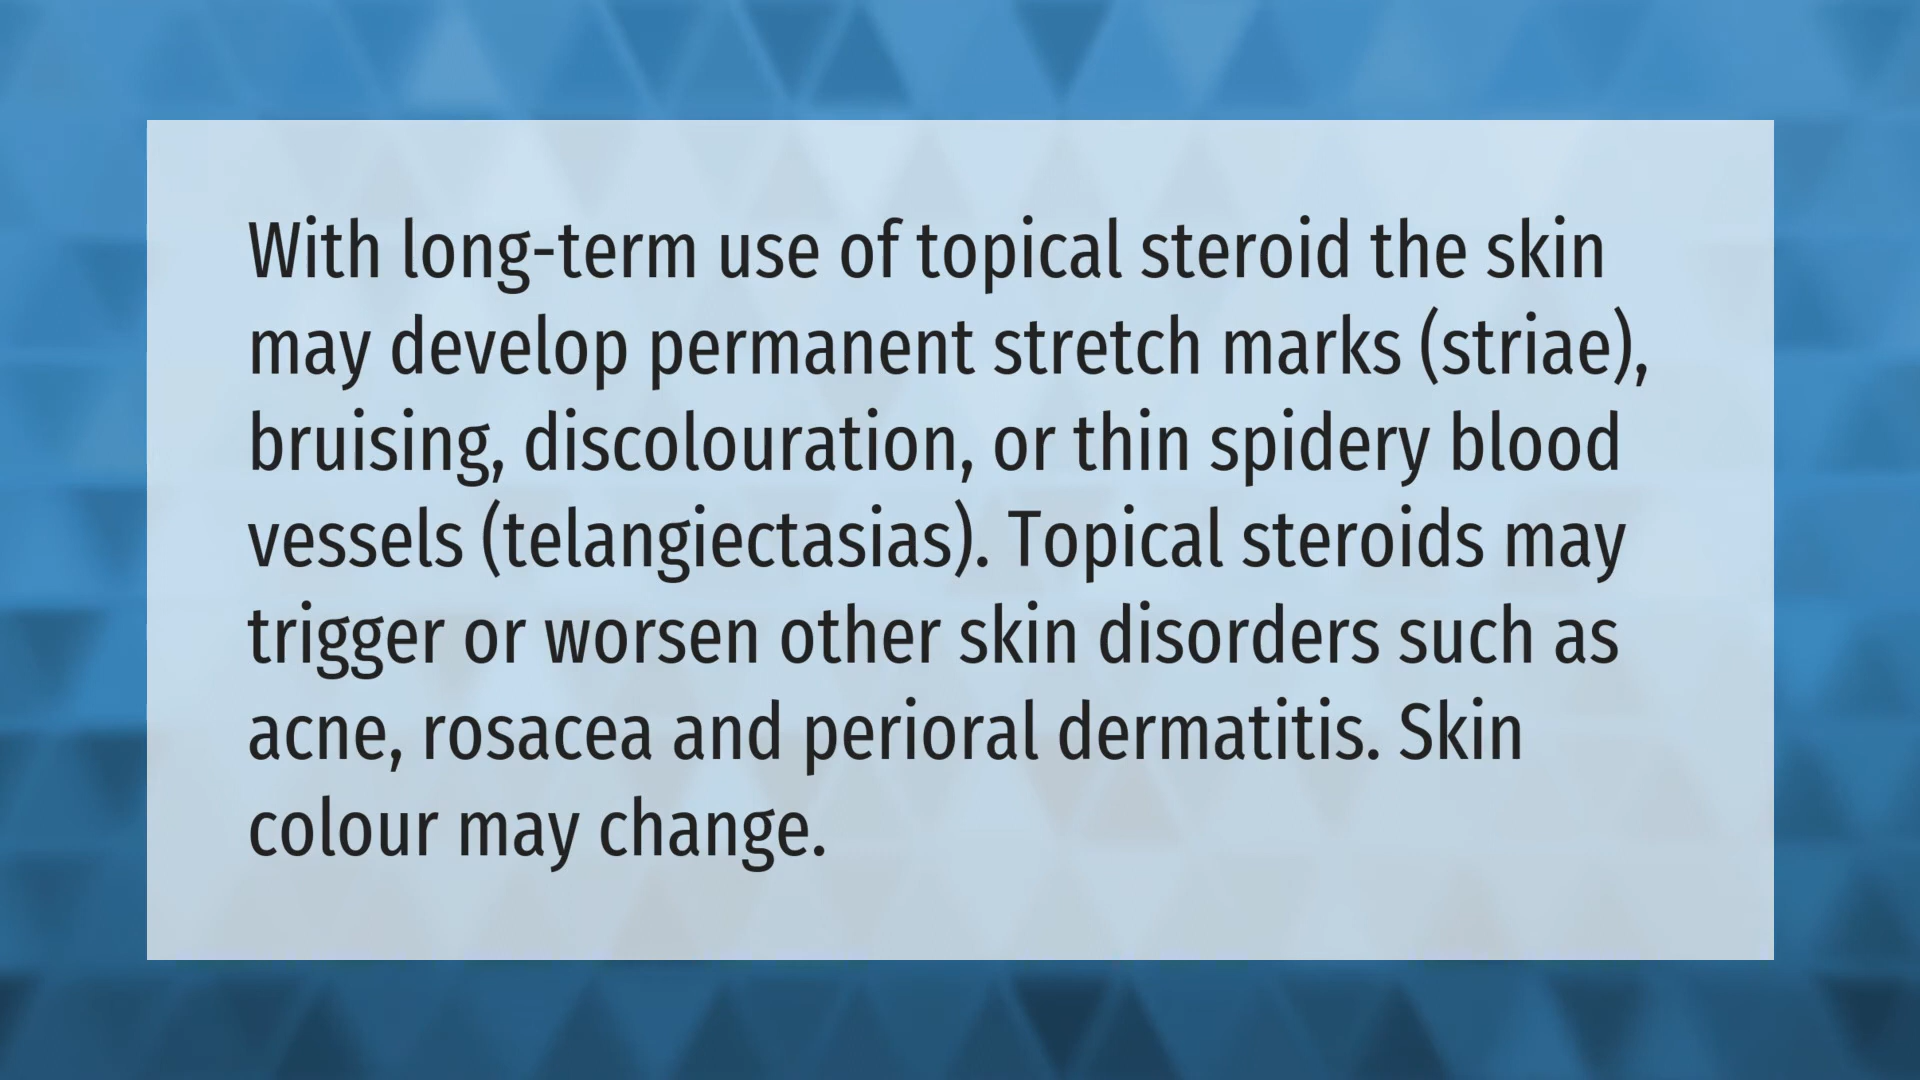 With long-term use of topical steroid the skin
may develop permanent stretch marks (striae),
bruising, discolouration, or thin spidery blood
vessels (telangiectasias). Topical steroids may
trigger or worsen other skin disorders such as
acne, rosacea and perioral dermatitis. Skin
colour may change.